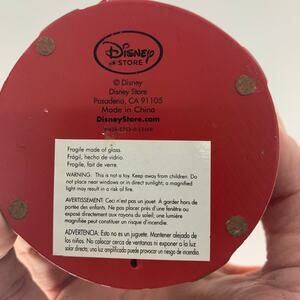 Disney
STORE
© Disney
Disney Store
Pasadena, CA 91105
Made in China
DisneyStore.com
Fragile made of glass.
Frágil, hecho de vidrio.
Fragile, fait de verre.
WARNING: This is not a toy. Keep away from children. Do
not place near windows or in direct sunlight; a magnified
light may result in a risk of fire.
AVERTISSEMENT: Ceci n'est pas un jouet. À garder hors de
portée des enfants. Ne pas placer près d'une fenêtre ou
exposé directement aux rayons du soleil; une lumière
magnifiée pourrait constituer un risque d'incendie.
ADVERTENCIA: Esto no es un juguete. Mantener alejado de
los niños. No colocar cerca de ventanas ni exponer a la luz
solar directa; una luz amplificada puede provocar un riesgo de incendio.